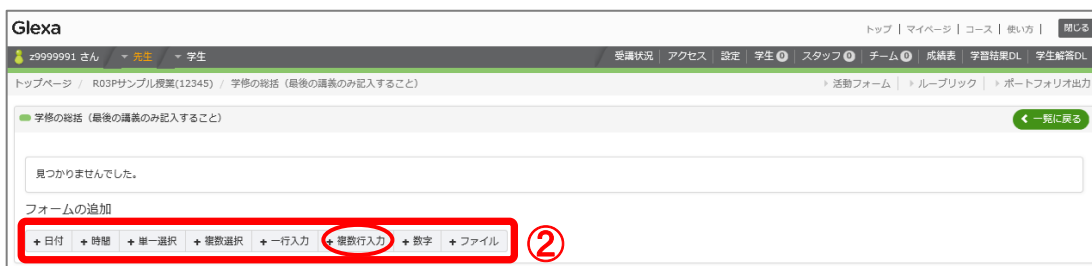 Glexa
トップ | マイページ | コース | 使い方 | 閉じる
z9999991 さん / 先生 / 学生 / 受講状況 | アクセス | 設定 | 学生 0 | スタッフ 0 | チーム 0 | 成績表 | 学習結果DL | 学生解答DL
トップページ / R03Pサンプル授業(12345) / 学修の総括（最後の講義のみ記入すること） 活動フォーム | ルーブリック | ポートフォリオ出力
学修の総括（最後の講義のみ記入すること） 一覧に戻る
見つかりませんでした。
フォームの追加
+ 日付 + 時間 + 単一選択 + 複数選択 + 一行入力 + 複数行入力 + 数字 + ファイル ②